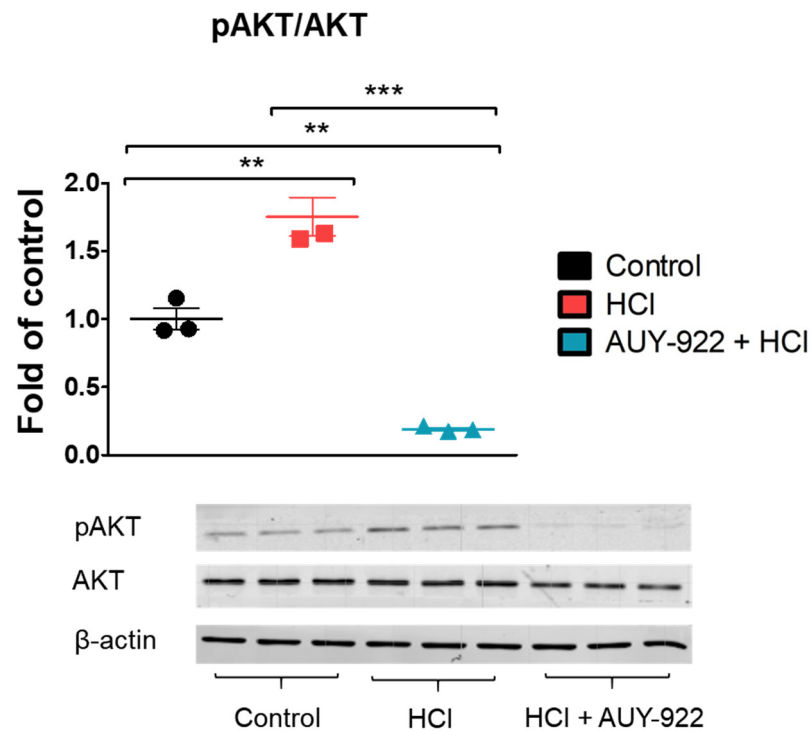 pAKT/AKT
***
**
**
Fold of control
2.0
1.5
1.0
0.5
0.0
Control
HCl
AUY-922 + HCl
pAKT
AKT
β-actin
Control
HCl
HCl + AUY-922